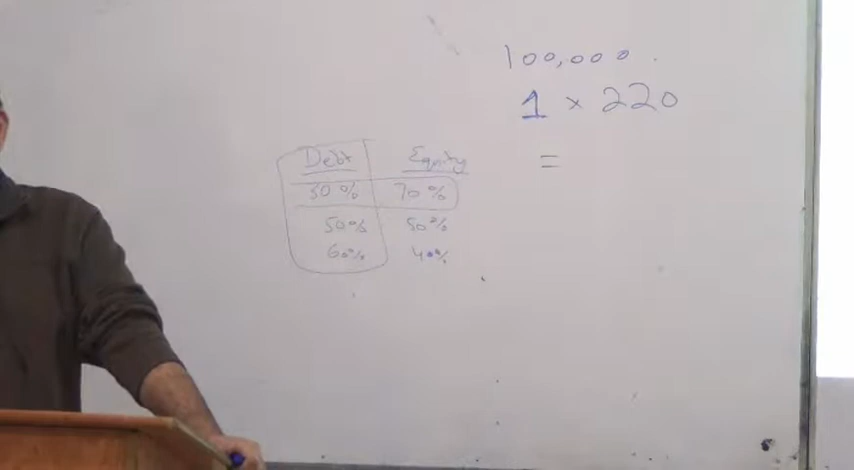 100,000.
1 × 220
=
Debt Equity
30% 70%
50% 50%
60% 40%